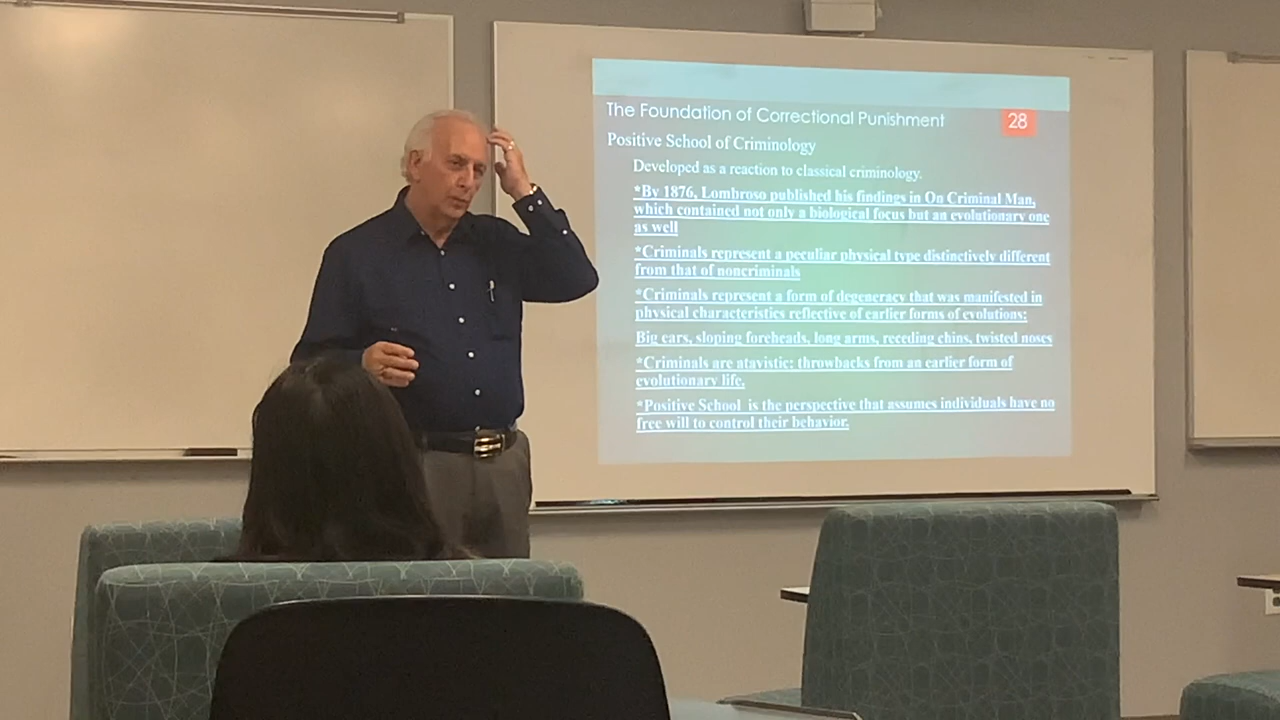 The Foundation of Correctional Punishment
28
Positive School of Criminology
Developed as a reaction to classical criminology.
*By 1876, Lombroso published his findings in On Criminal Man,
which contained not only a biological focus but an evolutionary one
as well
*Criminals represent a peculiar physical type distinctively different
from that of noncriminals
*Criminals represent a form of degeneracy that was manifested in
physical characteristics reflective of earlier forms of evolutions:
Big ears, sloping foreheads, long arms, receding chins, twisted noses
*Criminals are atavistic: throwbacks from an earlier form of
evolutionary life.
*Positive School is the perspective that assumes individuals have no
free will to control their behavior.